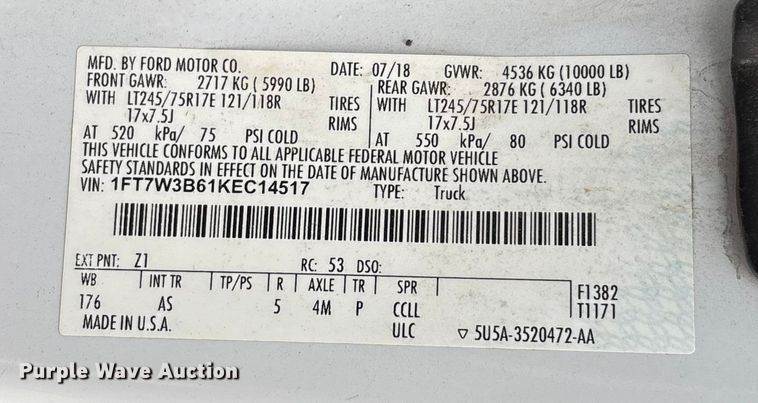 MFD. BY FORD MOTOR CO. DATE: 07/18 GVWR: 4536 KG (10000 LB)
FRONT GAWR: 2717 KG ( 5990 LB) REAR GAWR: 2876 KG ( 6340 LB)
WITH LT245/75R17E 121/118R TIRES WITH LT245/75R17E 121/118R TIRES
17x7.5J RIMS 17x7.5J RIMS
AT 520 kPa/ 75 PSI COLD AT 550 kPa/ 80 PSI COLD
THIS VEHICLE CONFORMS TO ALL APPLICABLE FEDERAL MOTOR VEHICLE
SAFETY STANDARDS IN EFFECT ON THE DATE OF MANUFACTURE SHOWN ABOVE.
VIN: 1FT7W3B61KEC14517 TYPE: Truck
EXT PNT: Z1 RC: 53 DSO:
WB INT TR TP/PS R AXLE TR SPR F1382
176 AS 5 4M P CCLL T1171
MADE IN U.S.A. ULC ▽ 5U5A-3520472-AA
Purple Wave Auction